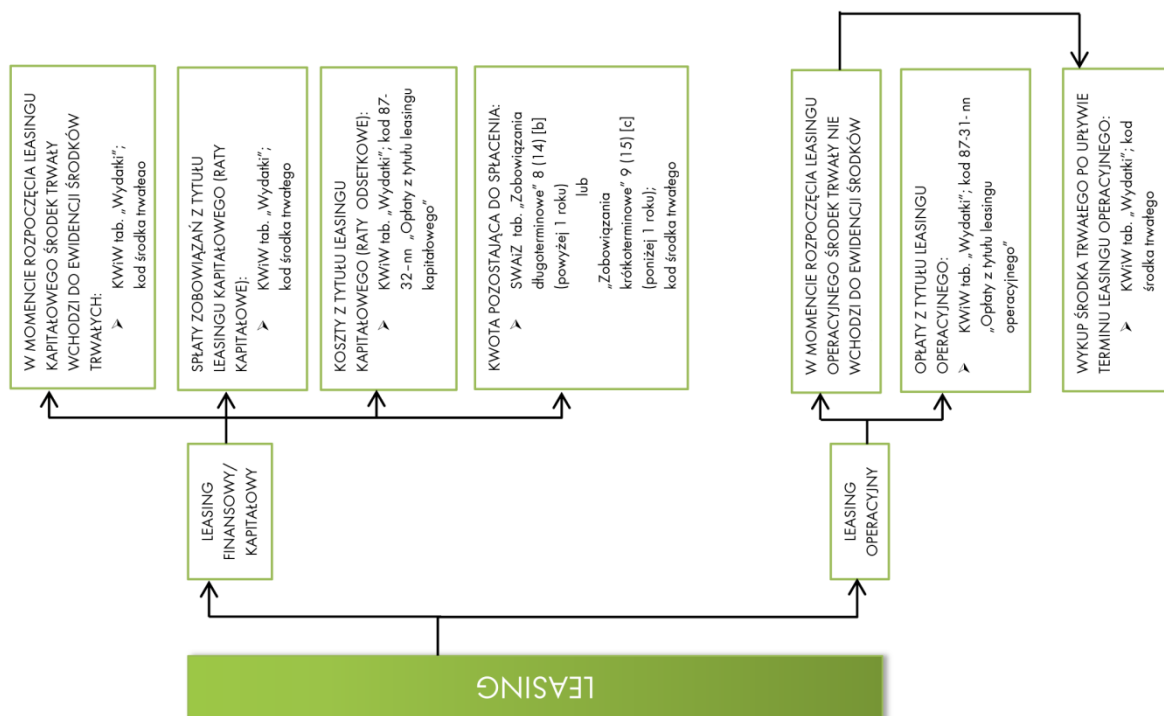 LEASING
LEASING
FINANSOWY/
KAPITAŁOWY
W MOMENCIE ROZPOCZĘCIA LEASINGU
KAPITAŁOWEGO ŚRODEK TRWAŁY
WCHODZI DO EWIDENCJI ŚRODKÓW
TRWAŁYCH:
➢ KWiW tab. „Wydatki”;
kod środka trwałego
SPŁATY ZOBOWIĄZAŃ Z TYTUŁU
LEASINGU KAPITAŁOWEGO (RATY
KAPITAŁOWE):
➢ KWiW tab. „Wydatki”;
kod środka trwałego
KOSZTY Z TYTUŁU LEASINGU
KAPITAŁOWEGO (RATY ODSETKOWE):
➢ KWiW tab. „Wydatki”; kod 87-
32–nn „Opłaty z tytułu leasingu
kapitałowego”
KWOTA POZOSTAJĄCA DO SPŁACENIA:
➢ SWAiZ tab. „Zobowiązania
długoterminowe” 8 (14) [b]
(powyżej 1 roku)
lub
„Zobowiązania
krótkoterminowe” 9 (15) [c]
(poniżej 1 roku);
kod środka trwałego
LEASING
OPERACYJNY
W MOMENCIE ROZPOCZĘCIA LEASINGU
OPERACYJNEGO ŚRODEK TRWAŁY NIE
WCHODZI DO EWIDENCJI ŚRODKÓW
OPŁATY Z TYTUŁU LEASINGU
OPERACYJNEGO:
➢ KWiW tab. „Wydatki”; kod 87-31- nn
„Opłaty z tytułu leasingu
operacyjnego”
WYKUP ŚRODKA TRWAŁEGO PO UPŁYWIE
TERMINU LEASINGU OPERACYJNEGO:
➢ KWiW tab. „Wydatki”; kod
środka trwałego